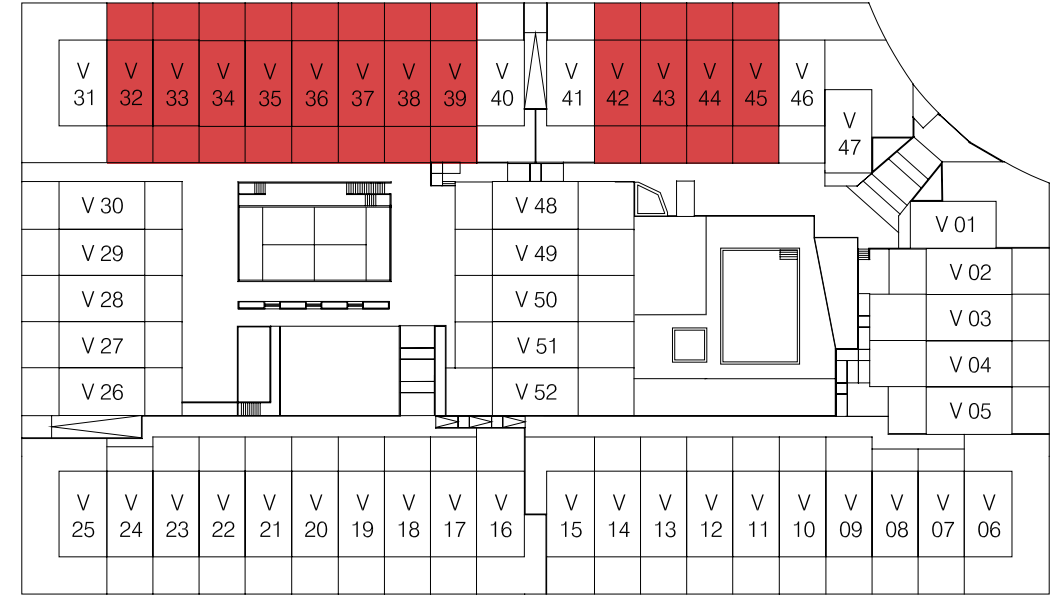 V V V V V V V V V V V V V V V V
31 32 33 34 35 36 37 38 39 40 41 42 43 44 45 46
V
47
V 30 V 48
V 01
V 29 V 49
V 02
V 28 V 50
V 03
V 27 V 51
V 04
V 26 V 52
V 05
V V V V V V V V V V V V V V V V V V V V
25 24 23 22 21 20 19 18 17 16 15 14 13 12 11 10 09 08 07 06